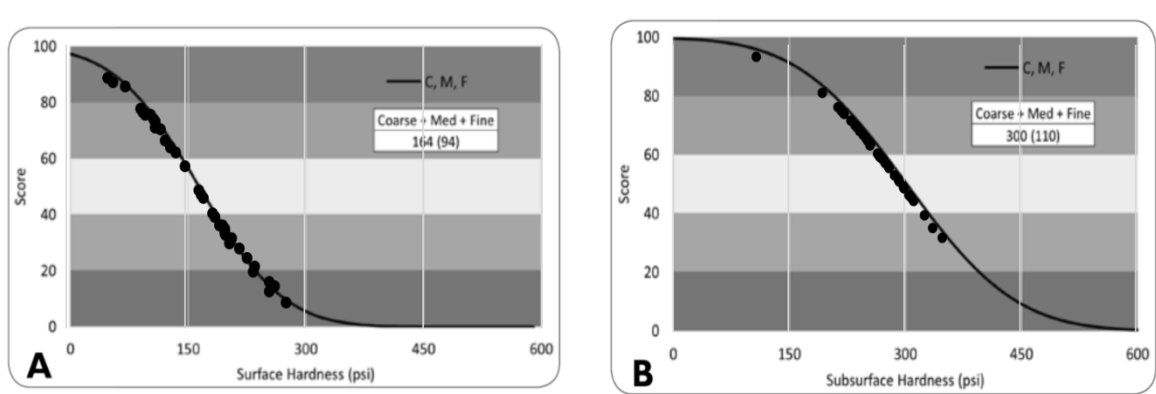 100
80
60
40
20
0
Score
C, M, F
Coarse + Med + Fine
164 (94)
0 150 300 450 600
Surface Hardness (psi)
A
100
80
60
40
20
0
Score
C, M, F
Coarse + Med + Fine
300 (110)
0 150 300 450 600
Subsurface Hardness (psi)
B